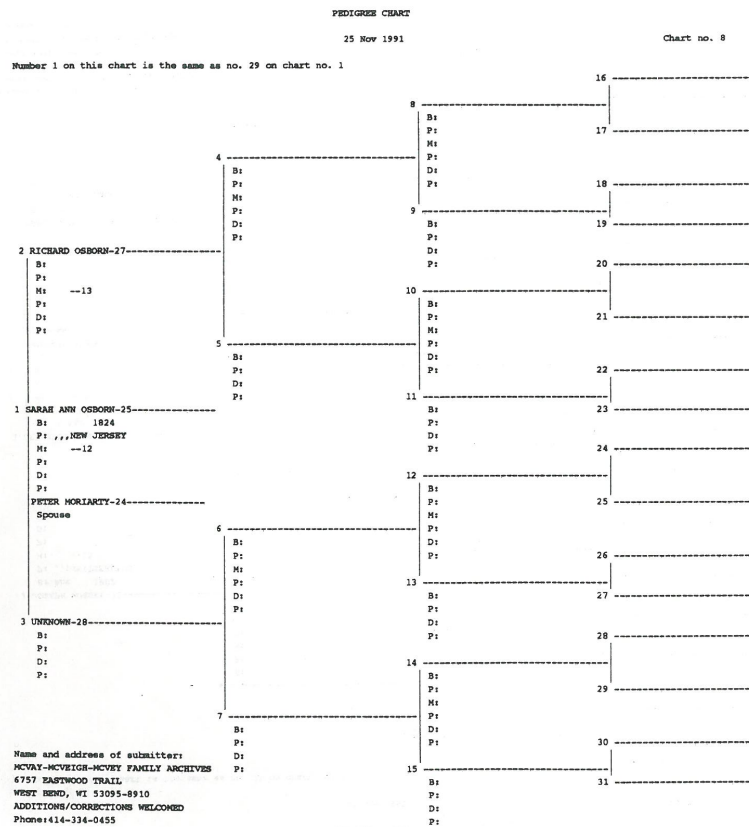 PEDIGREE CHART
25 Nov 1991
Chart no. 8
Number 1 on this chart is the same as no. 29 on chart no. 1
16
8
B:
P:
M:
P:
D:
P:
17
4
B:
P:
M:
P:
D:
P:
18
9
B:
P:
D:
P:
19
2 RICHARD OSBORN-27
B:
P:
M: --13
P:
D:
P:
20
10
B:
P:
M:
P:
D:
P:
21
5
B:
P:
D:
P:
22
11
B:
P:
D:
P:
23
1 SARAH ANN OSBORN-25
B: 1824
P: ,,,NEW JERSEY
M: --12
P:
D:
P:
PETER MORIARTY-24
Spouse
24
12
B:
P:
M:
P:
D:
P:
25
6
B:
P:
M:
P:
D:
P:
26
13
B:
P:
D:
P:
27
3 UNKNOWN-28
B:
P:
D:
P:
28
14
B:
P:
M:
P:
D:
P:
29
7
B:
P:
D:
P:
30
15
B:
P:
D:
P:
31
Name and address of submitter:
MCVAY-MCVEIGH-MCVEY FAMILY ARCHIVES
6757 EASTWOOD TRAIL
WEST BEND, WI 53095-8910
ADDITIONS/CORRECTIONS WELCOMED
Phone:414-334-0455